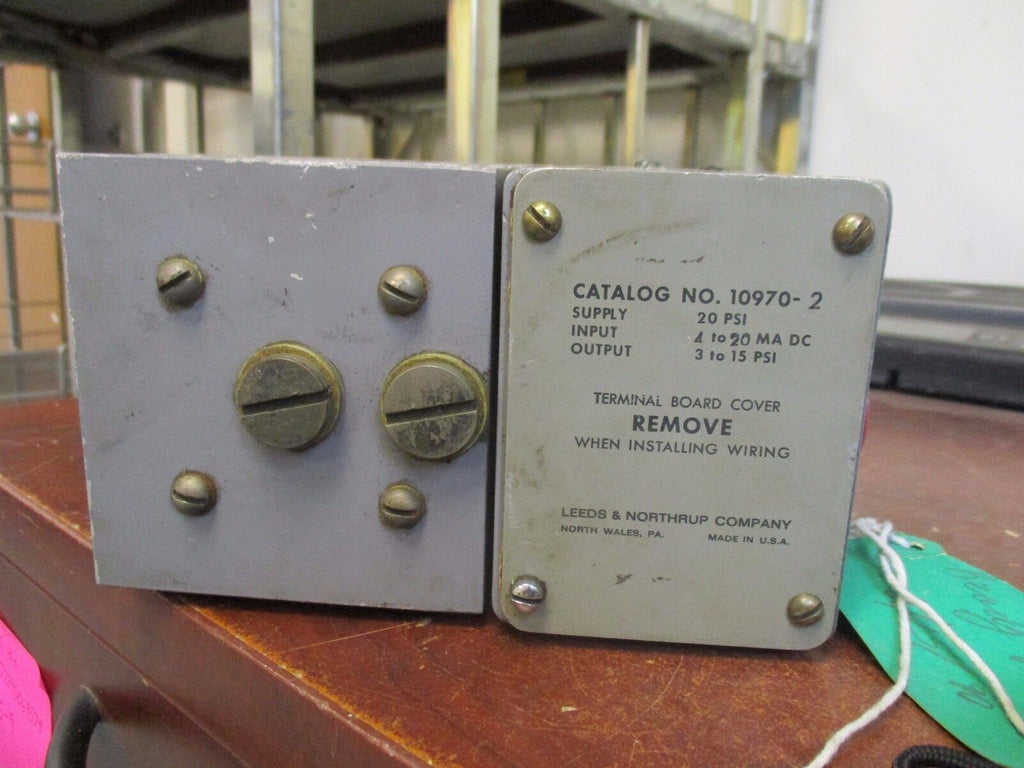 CATALOG NO. 10970-2
SUPPLY 20 PSI
INPUT 4 to 20 MA DC
OUTPUT 3 to 15 PSI
TERMINAL BOARD COVER
REMOVE
WHEN INSTALLING WIRING
LEEDS & NORTHRUP COMPANY
NORTH WALES, PA. MADE IN U.S.A.